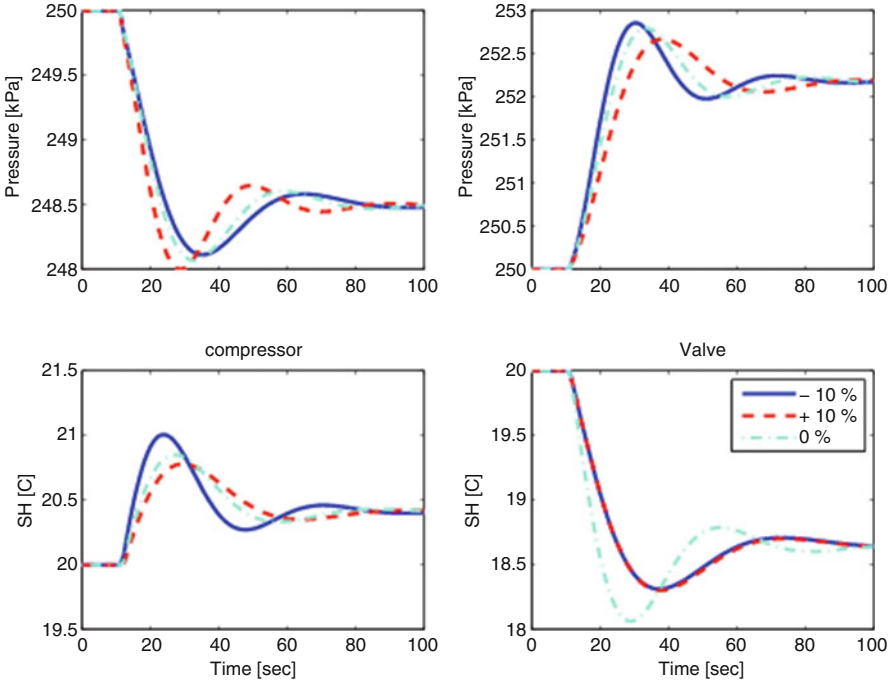 250
249.5
249
248.5
248
Pressure [kPa]
0 20 40 60 80 100
253
252.5
252
251.5
251
250.5
250
Pressure [kPa]
0 20 40 60 80 100
compressor
21.5
21
20.5
20
19.5
SH [C]
0 20 40 60 80 100
Time [sec]
Valve
20
19.5
19
18.5
18
SH [C]
– 10 %
+ 10 %
0 %
0 20 40 60 80 100
Time [sec]